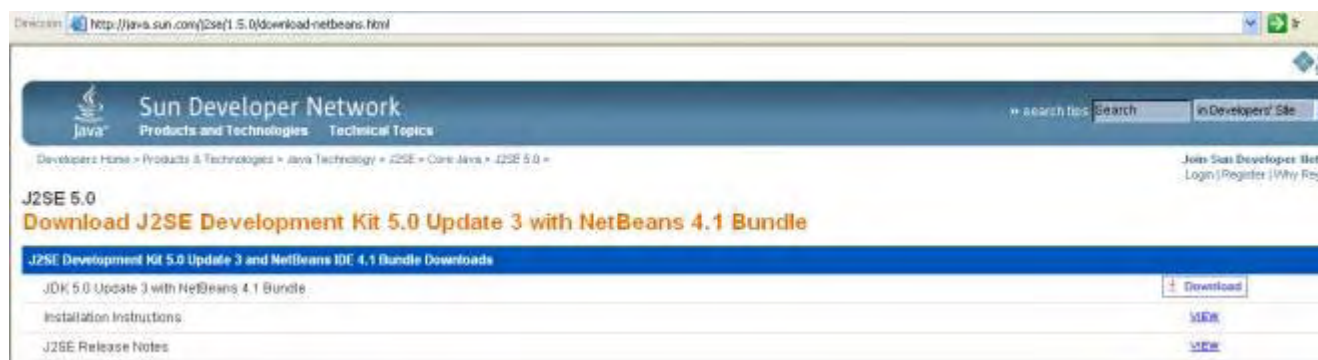 Dirección http://java.sun.com/j2se/1.5.0/download-netbeans.html Ir
Java Sun Developer Network
» search tips Search in Developers' Site
Products and Technologies Technical Topics
Developers Home > Products & Technologies > Java Technology > J2SE > Core Java > J2SE 5.0 >
Join Sun Developer Net
Login | Register | Why Reg
J2SE 5.0
Download J2SE Development Kit 5.0 Update 3 with NetBeans 4.1 Bundle
J2SE Development Kit 5.0 Update 3 and NetBeans IDE 4.1 Bundle Downloads
JDK 5.0 Update 3 with NetBeans 4.1 Bundle Download
Installation Instructions VIEW
J2SE Release Notes VIEW